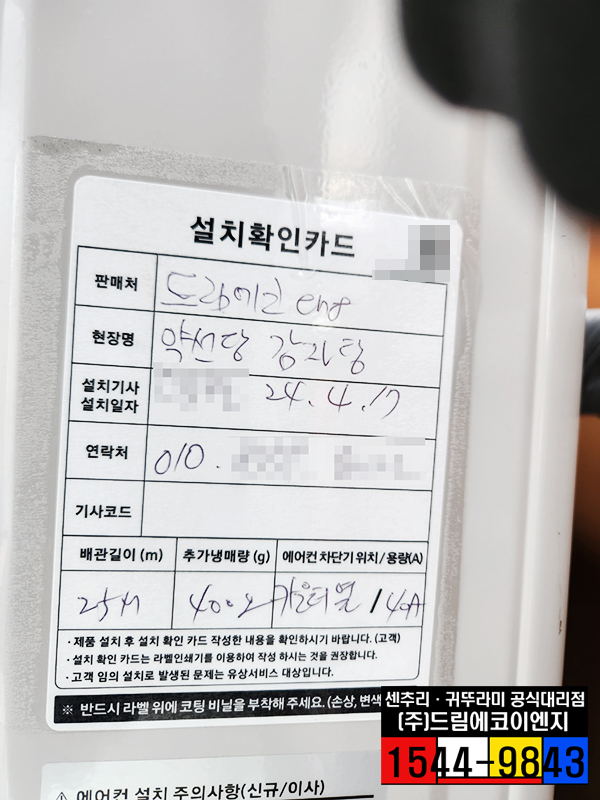 설치확인카드
판매처 드림에코 eng
현장명 약선당 감자탕
설치기사
설치일자 24. 4. 17
연락처 010.
기사코드
배관길이 (m) 추가냉매량 (g) 에어컨 차단기 위치/용량(A)
25M 400g 카운터옆 / 40A
· 제품 설치 후 설치 확인 카드 작성한 내용을 확인하시기 바랍니다. (고객)
· 설치 확인 카드는 라벨인쇄기를 이용하여 작성 하시는 것을 권장합니다.
· 고객 임의 설치로 발생된 문제는 유상서비스 대상입니다.
※ 반드시 라벨 위에 코팅 비닐을 부착해 주세요. (손상, 변색
에어컨 설치 주의사항(신규/이사)
센추리 · 귀뚜라미 공식대리점
(주)드림에코이엔지
1544-9843